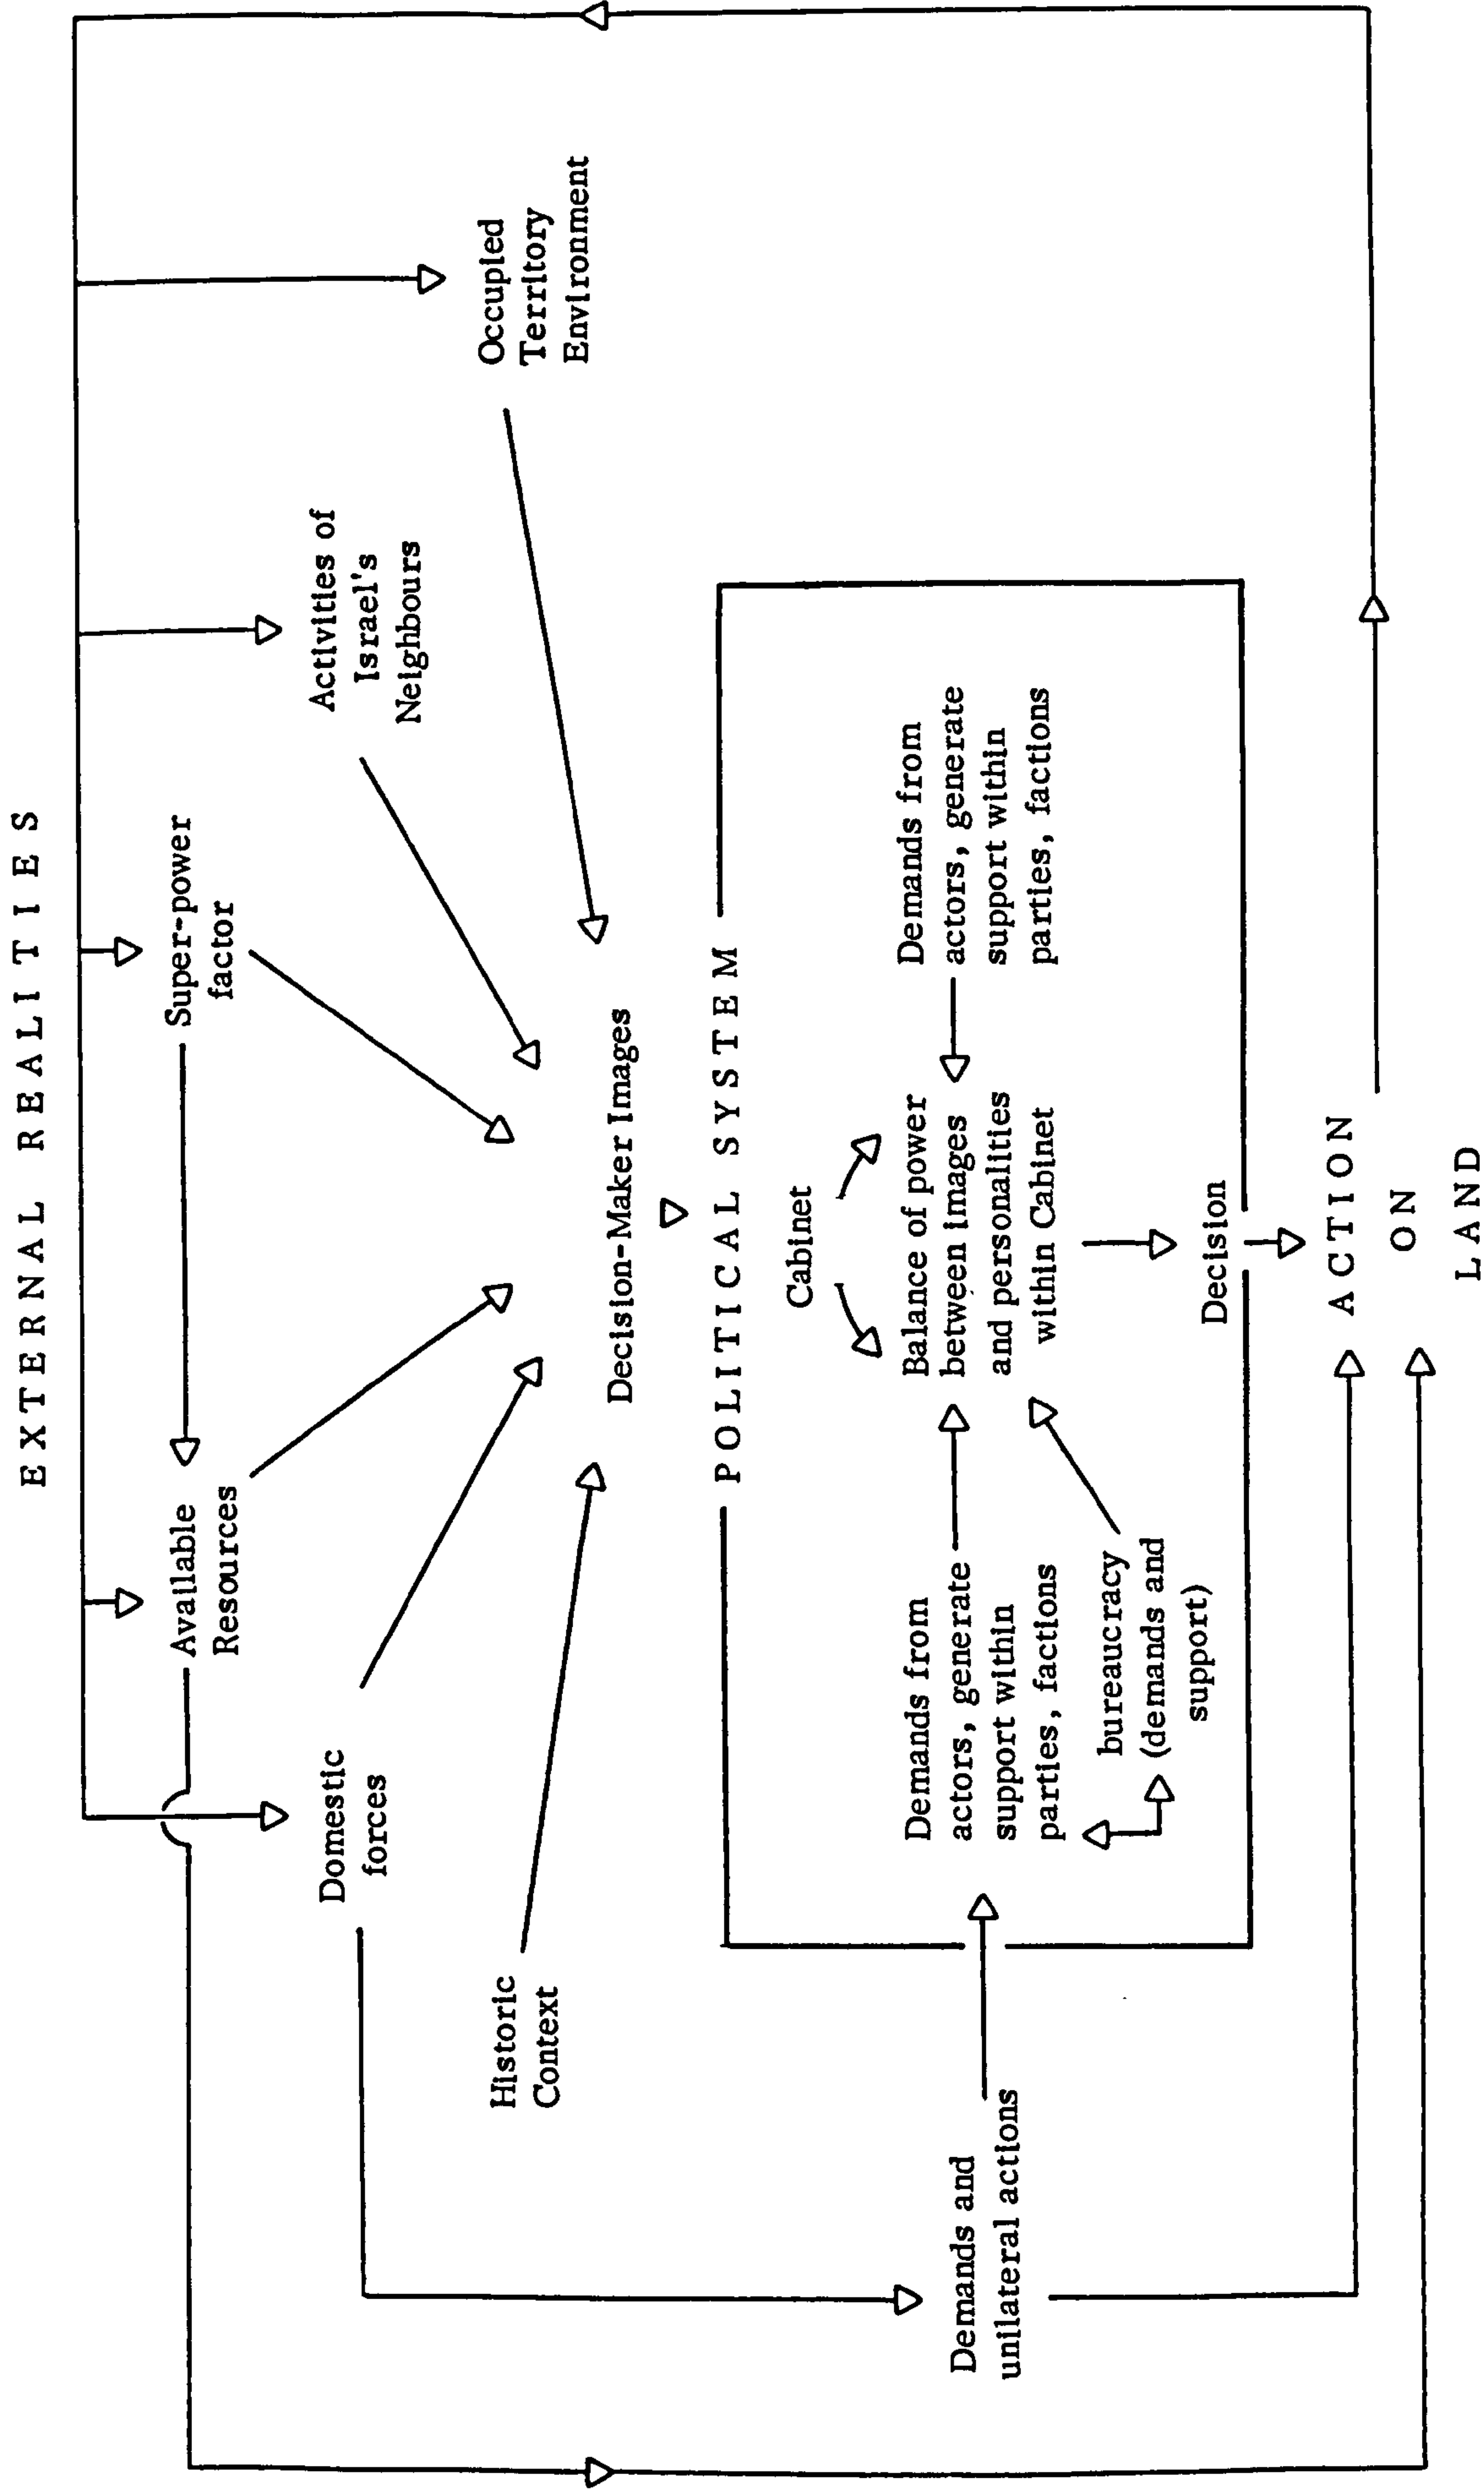 EXTERNAL REALITIES
Super-power
factor
Available
Resources
Activities of
Israel's
Neighbours
Domestic
forces
Occupied
Territory
Environment
Historic
Context
Decision-Maker Images
POLITICAL SYSTEM
Cabinet
Demands and
unilateral actions
Demands from
actors, generate
support within
parties, factions
Balance of power
between images
and personalities
within Cabinet
Demands from
actors, generate
support within
parties, factions
bureaucracy
(demands and
support)
Decision
ACTION
ON
LAND